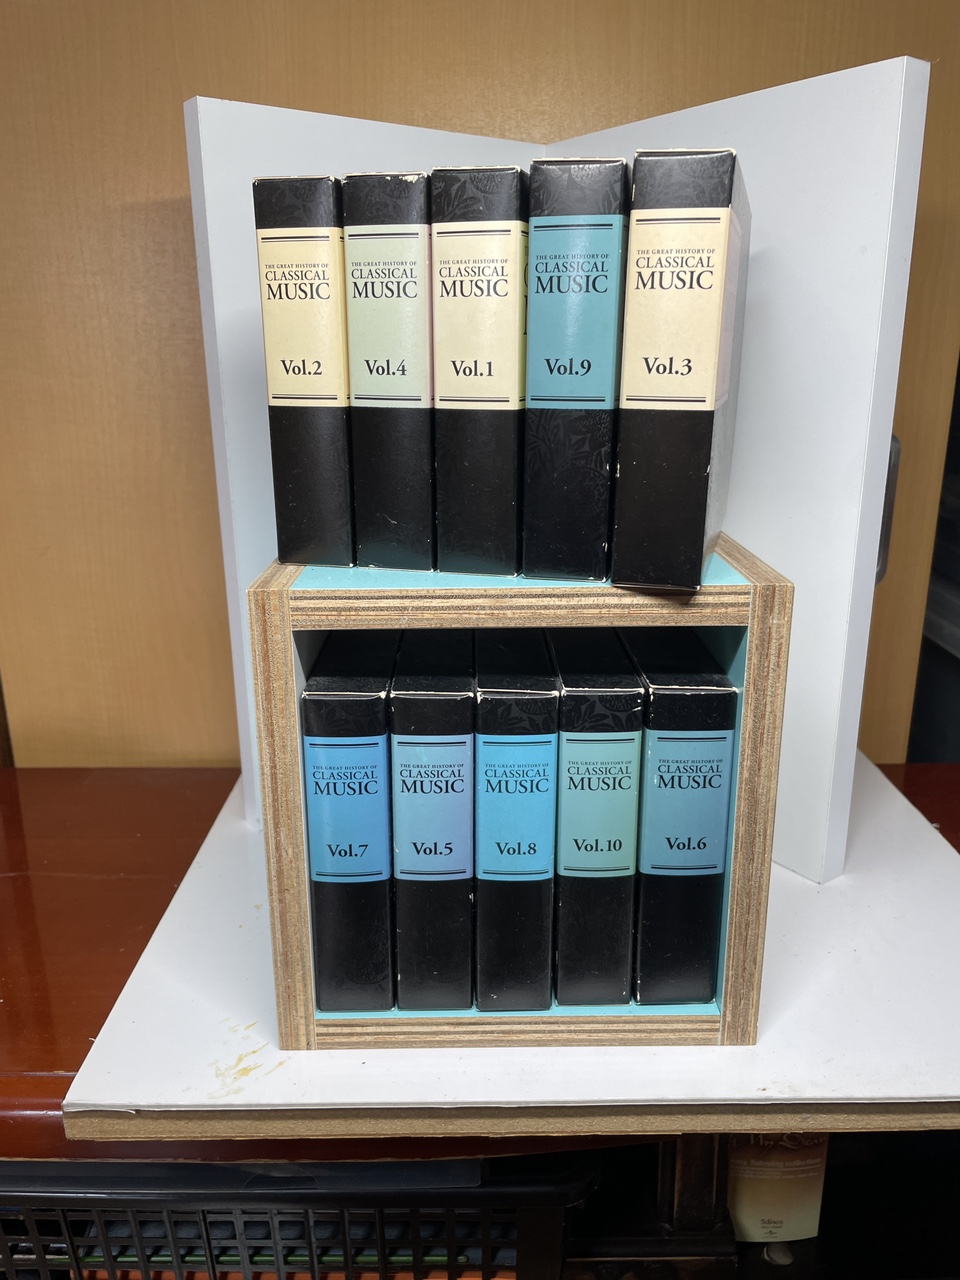 THE GREAT HISTORY OF
CLASSICAL
MUSIC
Vol.2
THE GREAT HISTORY OF
CLASSICAL
MUSIC
Vol.4
THE GREAT HISTORY OF
CLASSICAL
MUSIC
Vol.1
THE GREAT HISTORY OF
CLASSICAL
MUSIC
Vol.9
THE GREAT HISTORY OF
CLASSICAL
MUSIC
Vol.3
THE GREAT HISTORY OF
CLASSICAL
MUSIC
Vol.7
THE GREAT HISTORY OF
CLASSICAL
MUSIC
Vol.5
THE GREAT HISTORY OF
CLASSICAL
MUSIC
Vol.8
THE GREAT HISTORY OF
CLASSICAL
MUSIC
Vol.10
THE GREAT HISTORY OF
CLASSICAL
MUSIC
Vol.6
5discs